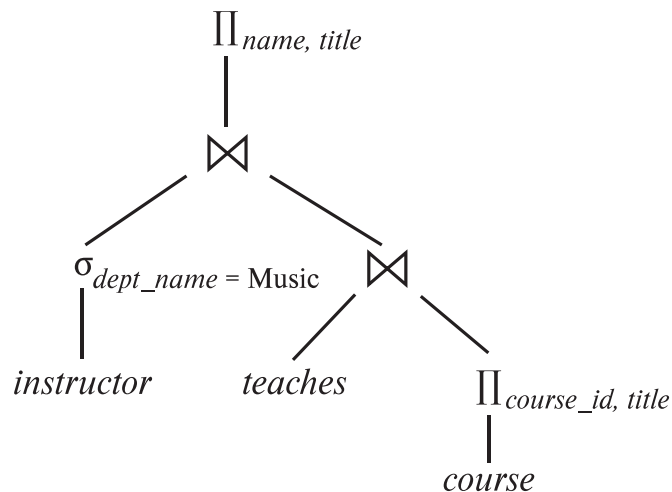 ∏name, title
⋈
σdept_name = Music
⋈
instructor
teaches
∏course_id, title
course